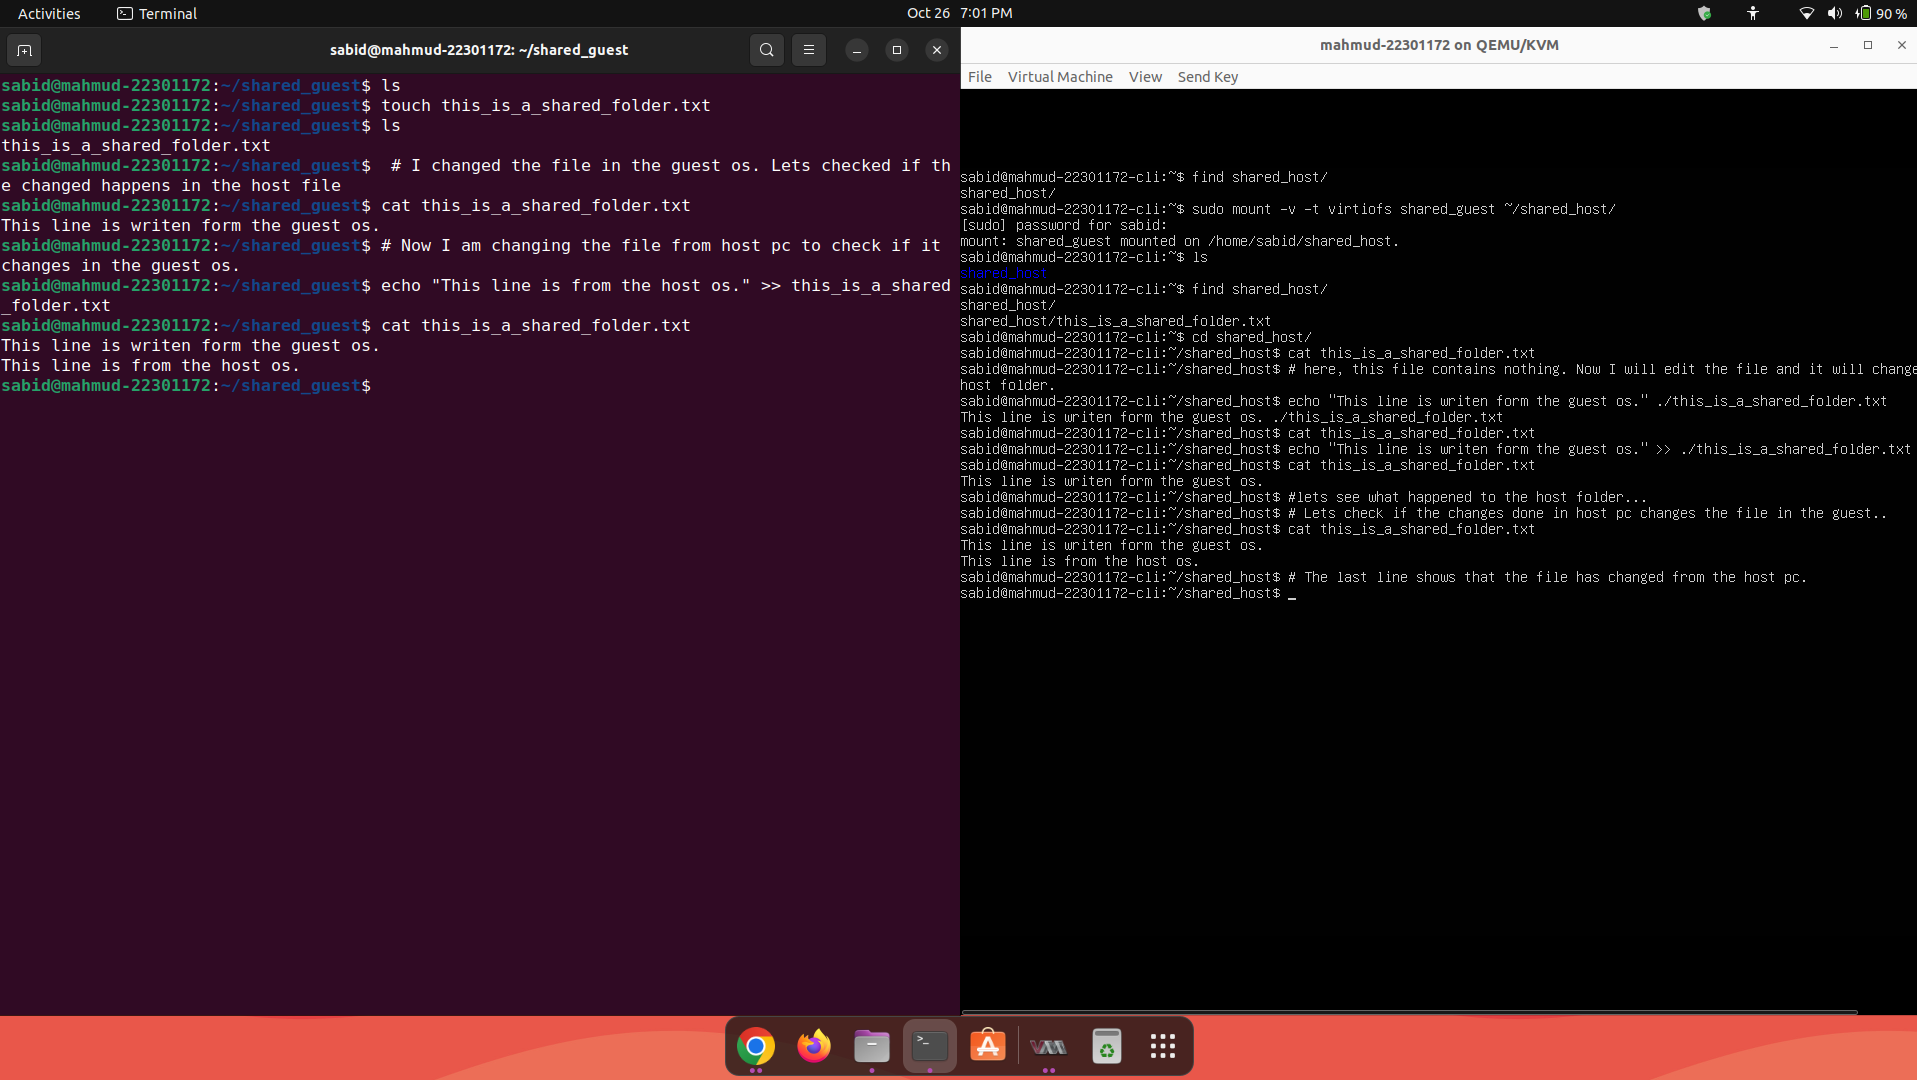 Activities
Terminal
Oct 26 7:01 PM
90 %
sabid@mahmud-22301172: ~/shared_guest
sabid@mahmud-22301172:~/shared_guest$ ls
sabid@mahmud-22301172:~/shared_guest$ touch this_is_a_shared_folder.txt
sabid@mahmud-22301172:~/shared_guest$ ls
this_is_a_shared_folder.txt
sabid@mahmud-22301172:~/shared_guest$  # I changed the file in the guest os. Lets checked if th
e changed happens in the host file
sabid@mahmud-22301172:~/shared_guest$ cat this_is_a_shared_folder.txt
This line is writen form the guest os.
sabid@mahmud-22301172:~/shared_guest$ # Now I am changing the file from host pc to check if it
changes in the guest os.
sabid@mahmud-22301172:~/shared_guest$ echo "This line is from the host os." >> this_is_a_shared
_folder.txt
sabid@mahmud-22301172:~/shared_guest$ cat this_is_a_shared_folder.txt
This line is writen form the guest os.
This line is from the host os.
sabid@mahmud-22301172:~/shared_guest$
mahmud-22301172 on QEMU/KVM
File Virtual Machine View Send Key
sabid@mahmud-22301172-cli:~$ find shared_host/
shared_host/
sabid@mahmud-22301172-cli:~$ sudo mount -v -t virtiofs shared_guest ~/shared_host/
[sudo] password for sabid:
mount: shared_guest mounted on /home/sabid/shared_host.
sabid@mahmud-22301172-cli:~$ ls
shared_host
sabid@mahmud-22301172-cli:~$ find shared_host/
shared_host/
shared_host/this_is_a_shared_folder.txt
sabid@mahmud-22301172-cli:~$ cd shared_host/
sabid@mahmud-22301172-cli:~/shared_host$ cat this_is_a_shared_folder.txt
sabid@mahmud-22301172-cli:~/shared_host$ # here, this file contains nothing. Now I will edit the file and it will change
host folder.
sabid@mahmud-22301172-cli:~/shared_host$ echo "This line is writen form the guest os." ./this_is_a_shared_folder.txt
This line is writen form the guest os. ./this_is_a_shared_folder.txt
sabid@mahmud-22301172-cli:~/shared_host$ cat this_is_a_shared_folder.txt
sabid@mahmud-22301172-cli:~/shared_host$ echo "This line is writen form the guest os." >> ./this_is_a_shared_folder.txt
sabid@mahmud-22301172-cli:~/shared_host$ cat this_is_a_shared_folder.txt
This line is writen form the guest os.
sabid@mahmud-22301172-cli:~/shared_host$ #lets see what happened to the host folder...
sabid@mahmud-22301172-cli:~/shared_host$ # Lets check if the changes done in host pc changes the file in the guest..
sabid@mahmud-22301172-cli:~/shared_host$ cat this_is_a_shared_folder.txt
This line is writen form the guest os.
This line is from the host os.
sabid@mahmud-22301172-cli:~/shared_host$ # The last line shows that the file has changed from the host pc.
sabid@mahmud-22301172-cli:~/shared_host$ _